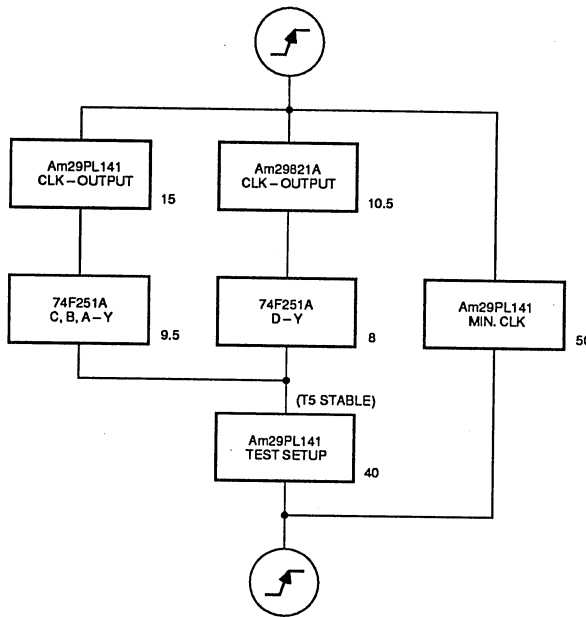 Am29PL141
CLK – OUTPUT
15
Am29821A
CLK – OUTPUT
10.5
74F251A
C, B, A – Y
9.5
74F251A
D – Y
8
Am29PL141
MIN. CLK
50
(T5 STABLE)
Am29PL141
TEST SETUP
40